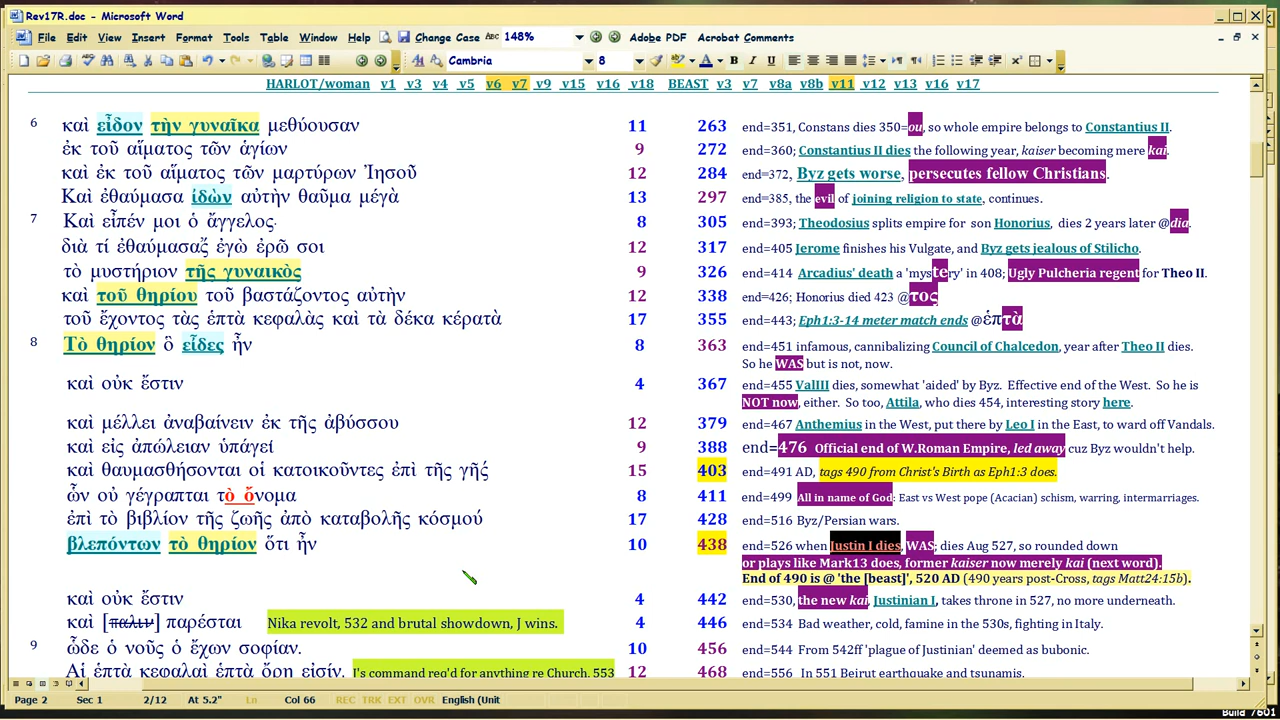 Rev17R.doc - Microsoft Word
File Edit View Insert Format Tools Table Window Help Change Case ABC 148% Adobe PDF Acrobat Comments
Cambria 8 A B I U
HARLOT/woman v1 v3 v4 v5 v6 v7 v9 v15 v16 v18 BEAST v3 v7 v8a v8b v11 v12 v13 v16 v17
6 καὶ εἶδον τὴν γυναῖκα μεθύουσαν 11 263 end=351, Constans dies 350=ou, so whole empire belongs to Constantius II.
ἐκ τοῦ αἵματος τῶν ἁγίων 9 272 end=360; Constantius II dies the following year, kaiser becoming mere kai.
καὶ ἐκ τοῦ αἵματος τῶν μαρτύρων Ἰησοῦ 12 284 end=372, Byz gets worse, persecutes fellow Christians.
Καὶ ἐθαύμασα ἰδὼν αὐτὴν θαῦμα μέγὰ 13 297 end=385, the evil of joining religion to state, continues.
7 Καὶ εἶπέν μοι ὁ ἄγγελος· 8 305 end=393; Theodosius splits empire for son Honorius, dies 2 years later @dia.
διὰ τί ἐθαύμασαξ ἐγὼ ἐρῶ σοι 12 317 end=405 Jerome finishes his Vulgate, and Byz gets jealous of Stilicho.
τὸ μυστήριον τῆς γυναικὸς 9 326 end=414 Arcadius' death a 'mystery' in 408; Ugly Pulcheria regent for Theo II.
καὶ τοῦ θηρίου τοῦ βαστάζοντος αὐτὴν 12 338 end=426; Honorius died 423 @τος
τοῦ ἔχοντος τὰς ἑπτὰ κεφαλὰς καὶ τὰ δέκα κέρατὰ 17 355 end=443; Eph1:3-14 meter match ends @ἑπτὰ
8 Τὸ θηρίον ὃ εἶδες ἦν 8 363 end=451 infamous, cannibalizing Council of Chalcedon, year after Theo II dies.
So he WAS but is not, now.
καὶ οὐκ ἔστιν 4 367 end=455 ValIII dies, somewhat 'aided' by Byz. Effective end of the West. So he is
NOT now, either. So too, Attila, who dies 454, interesting story here.
καὶ μέλλει ἀναβαίνειν ἐκ τῆς ἀβύσσου 12 379 end=467 Anthemius in the West, put there by Leo I in the East, to ward off Vandals.
καὶ εἰς ἀπώλειαν ὑπάγεί 9 388 end=476 Official end of W.Roman Empire, led away cuz Byz wouldn't help.
καὶ θαυμασθήσονται οἱ κατοικοῦντες ἐπὶ τῆς γῆς 15 403 end=491 AD, tags 490 from Christ's Birth as Eph1:3 does.
ὧν οὐ γέγραπται τὸ ὄνομα 8 411 end=499 All in name of God: East vs West pope (Acacian) schism, warring, intermarriages.
ἐπὶ τὸ βιβλίον τῆς ζωῆς ἀπὸ καταβολῆς κόσμού 17 428 end=516 Byz/Persian wars.
βλεπόντων τὸ θηρίον ὅτι ἦν 10 438 end=526 when Justin I dies, WAS; dies Aug 527, so rounded down
or plays like Mark13 does, former kaiser now merely kai (next word).
End of 490 is @ 'the [beast]', 520 AD (490 years post-Cross, tags Matt24:15b).
καὶ οὐκ ἔστιν 4 442 end=530, the new kai, Justinian I, takes throne in 527, no more underneath.
καὶ [παλιν] παρέσται Nika revolt, 532 and brutal showdown, J wins. 4 446 end=534 Bad weather, cold, famine in the 530s, fighting in Italy.
9 ὧδε ὁ νοῦς ὁ ἔχων σοφίαν. 10 456 end=544 From 542ff 'plague of Justinian' deemed as bubonic.
Αἱ ἑπτὰ κεφαλαὶ ἑπτὰ ὄρη εἰσίν, J's command req'd for anything re Church, 553 12 468 end=556 In 551 Beirut earthquake and tsunamis.
Page 2 Sec 1 2/12 At 5.2" Ln Col 66 REC TRK EXT OVR English (Unit
Build 7601